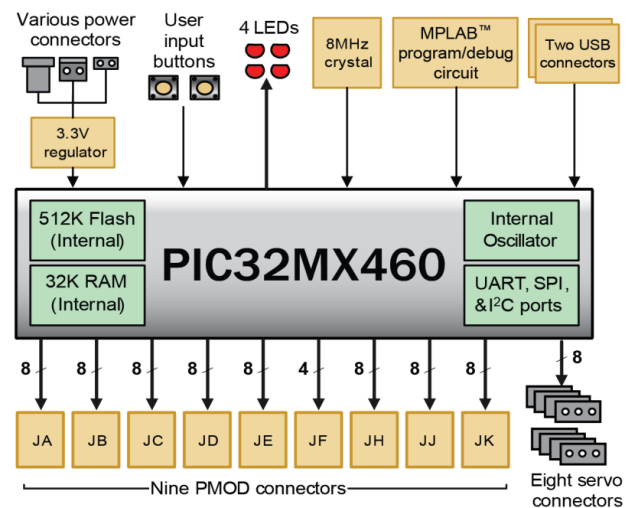 Various power
connectors
User
input
buttons
4 LEDs
8MHz
crystal
MPLAB™
program/debug
circuit
Two USB
connectors
3.3V
regulator
512K Flash
(Internal)
32K RAM
(Internal)
PIC32MX460
Internal
Oscillator
UART, SPI,
&I²C ports
8 8 8 8 8 4 8 8 8 8
JA JB JC JD JE JF JH JJ JK
Nine PMOD connectors
Eight servo
connectors